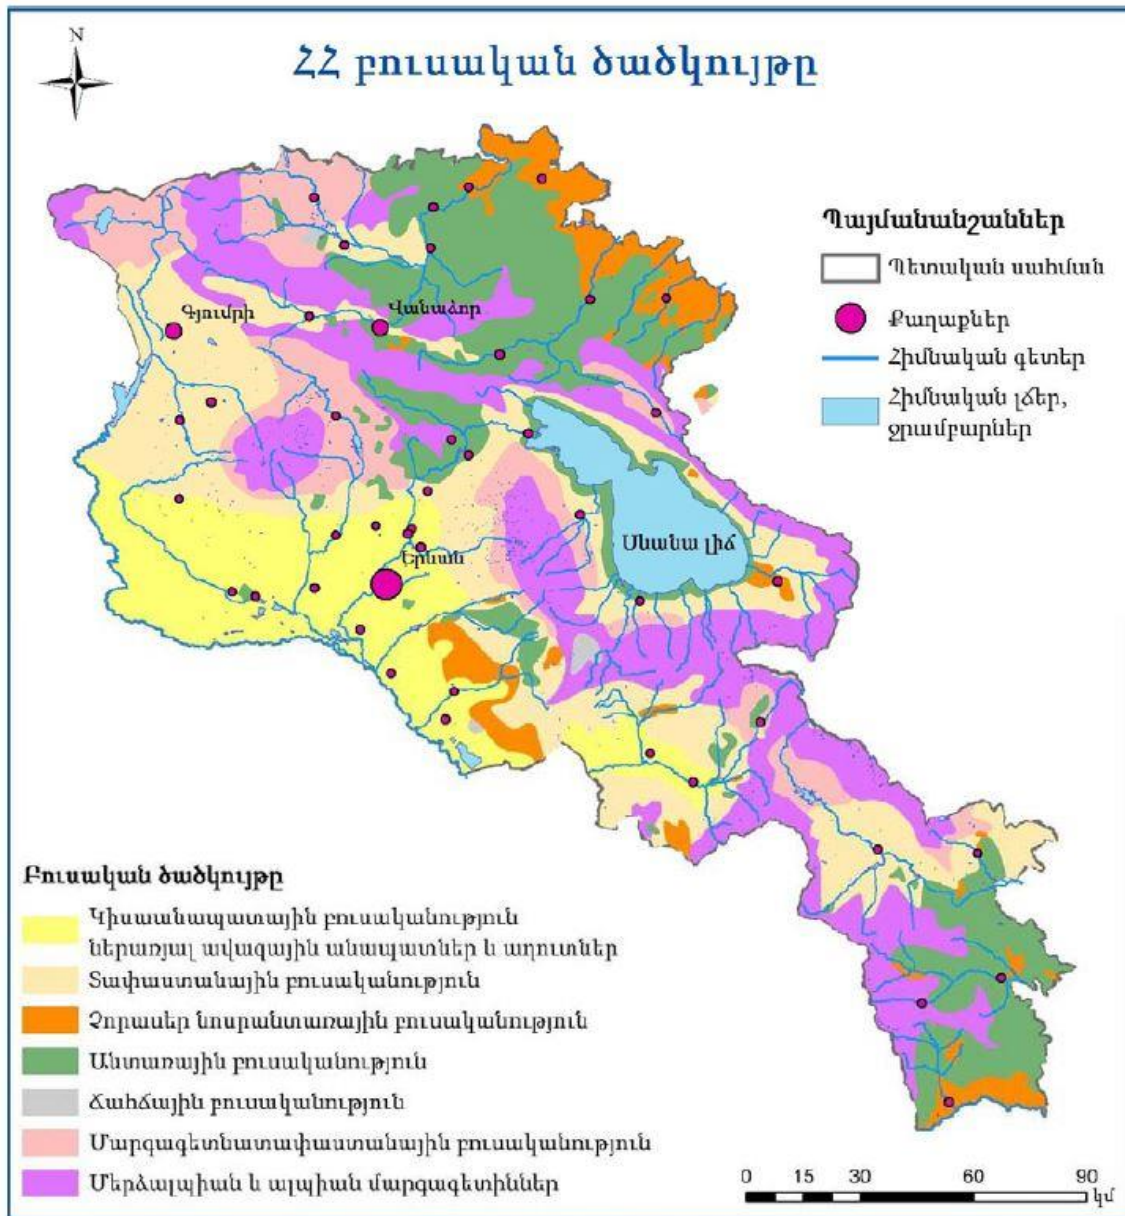 N
ՀՀ բուսական ծածկույթը
Պայմանանշաններ
Պետական սահման
Քաղաքներ
Հիմնական գետեր
Հիմնական լճեր,
ջրամբարներ
Գյումրի
Վանաձոր
Սևանա լիճ
Երևան
Բուսական ծածկույթը
Կիսաանապատային բուսականություն
ներառյալ ավազային անապատներ և աղուտներ
Տափաստանային բուսականություն
Չորասեր նոսրանտառային բուսականություն
Անտառային բուսականություն
Ճահճային բուսականություն
Մարգագետնատափաստանային բուսականություն
Մերձալպիան և ալպիան մարգագետիններ
0 15 30 60 90
կմ